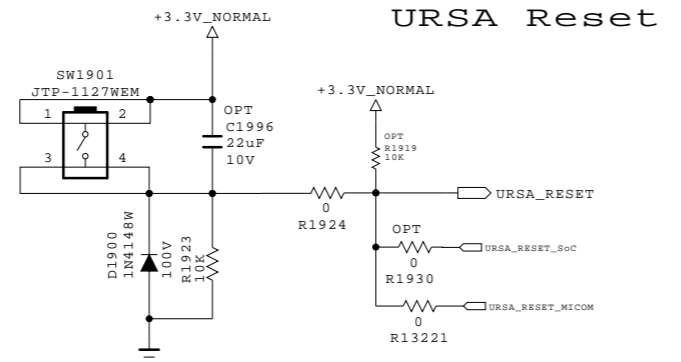 URSA Reset
+3.3V_NORMAL
SW1901
JTP-1127WEM
1 2
3 4
OPT
C1996
22uF
10V
+3.3V_NORMAL
OPT
R1919
10K
0
R1924
URSA_RESET
D1900
1N4148W
100V
R1923
10K
OPT
0
R1930
URSA_RESET_SoC
0
R13221
URSA_RESET_MICOM